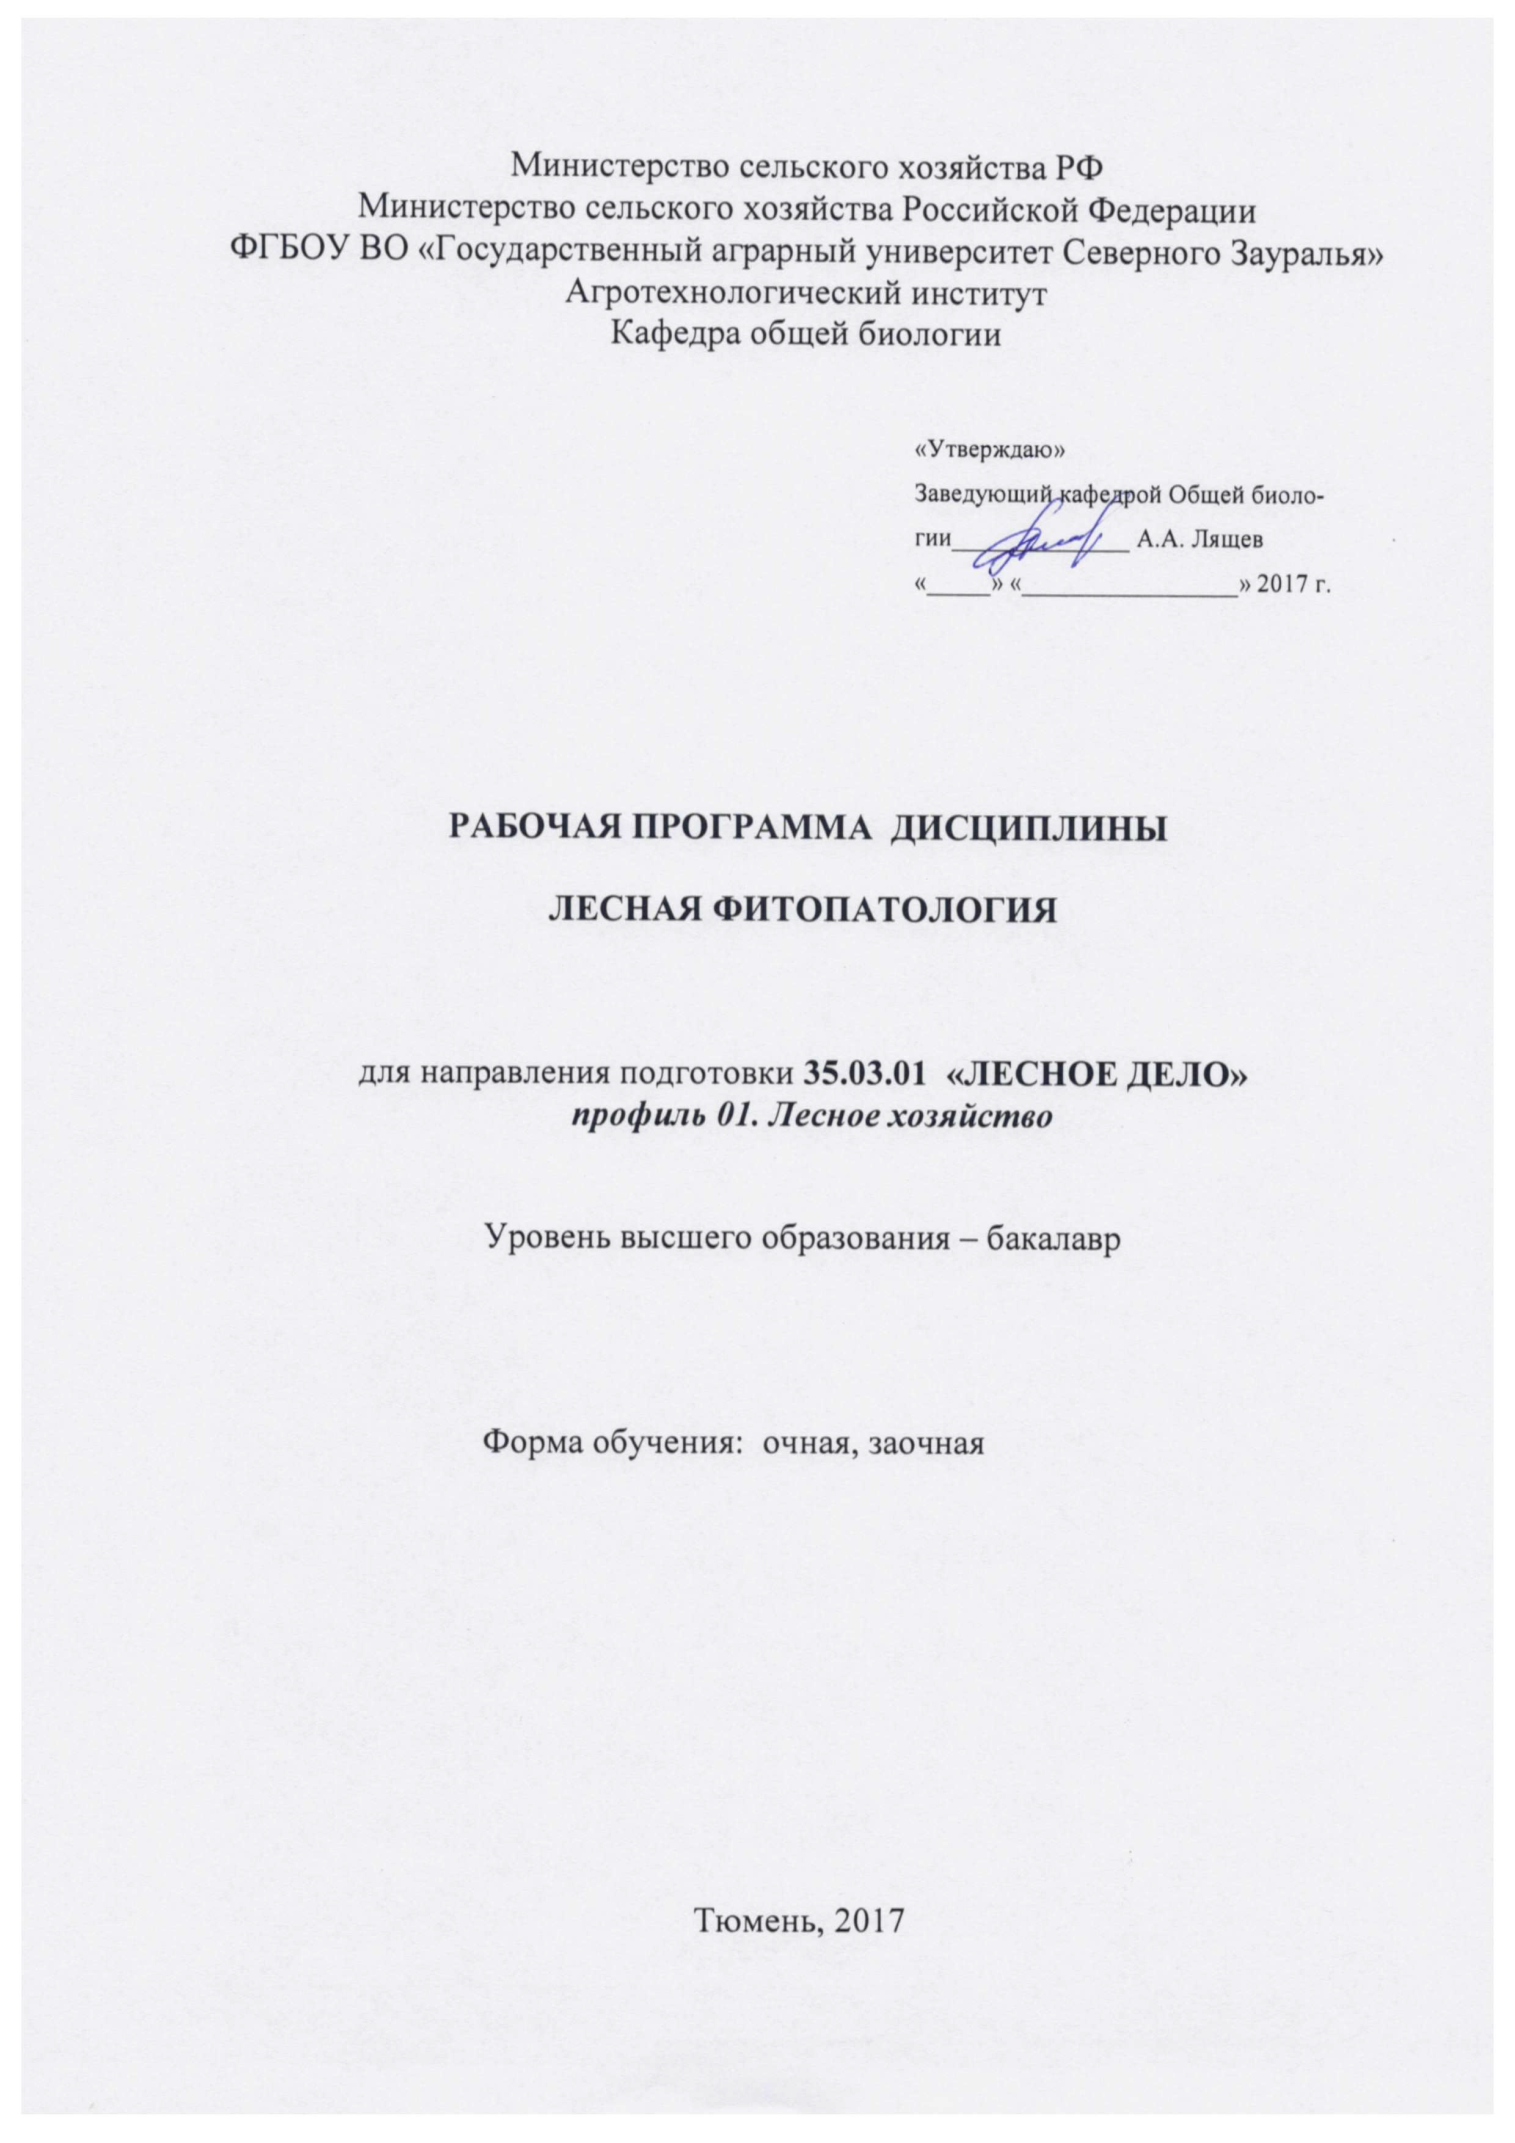 Министерство сельского хозяйства РФ
Министерство сельского хозяйства Российской Федерации
ФГБОУ ВО «Государственный аграрный университет Северного Зауралья»
Агротехнологический институт
Кафедра общей биологии
«Утверждаю»
Заведующий кафедрой Общей биоло-
гии______________ А.А. Лящев
«_____» «_________________» 2017 г.
РАБОЧАЯ ПРОГРАММА ДИСЦИПЛИНЫ
ЛЕСНАЯ ФИТОПАТОЛОГИЯ
для направления подготовки 35.03.01 «ЛЕСНОЕ ДЕЛО»
профиль 01. Лесное хозяйство
Уровень высшего образования – бакалавр
Форма обучения: очная, заочная
Тюмень, 2017